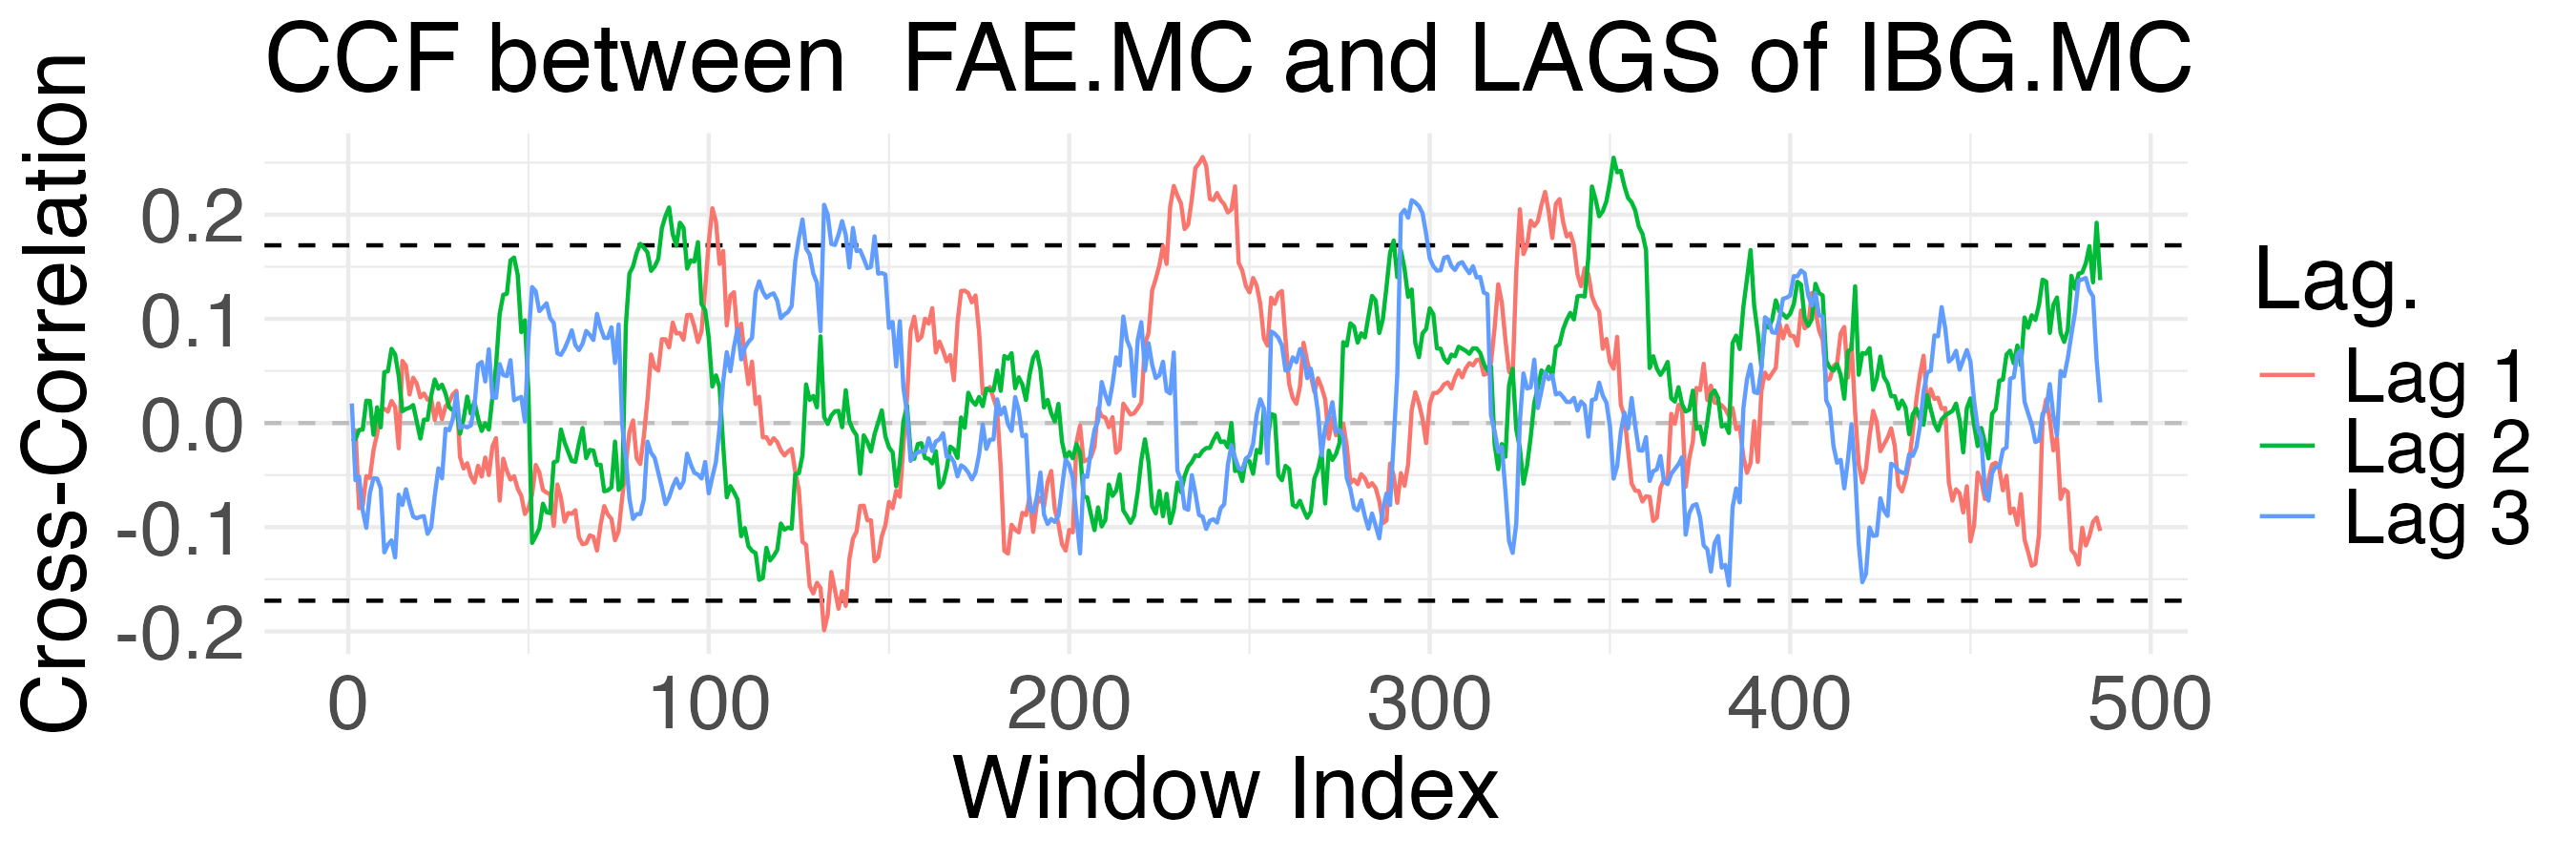 CCF between  FAE.MC and LAGS of IBG.MC
Cross-Correlation
0.2
0.1
0.0
-0.1
-0.2
0 100 200 300 400 500
Window Index
Lag.
Lag 1
Lag 2
Lag 3